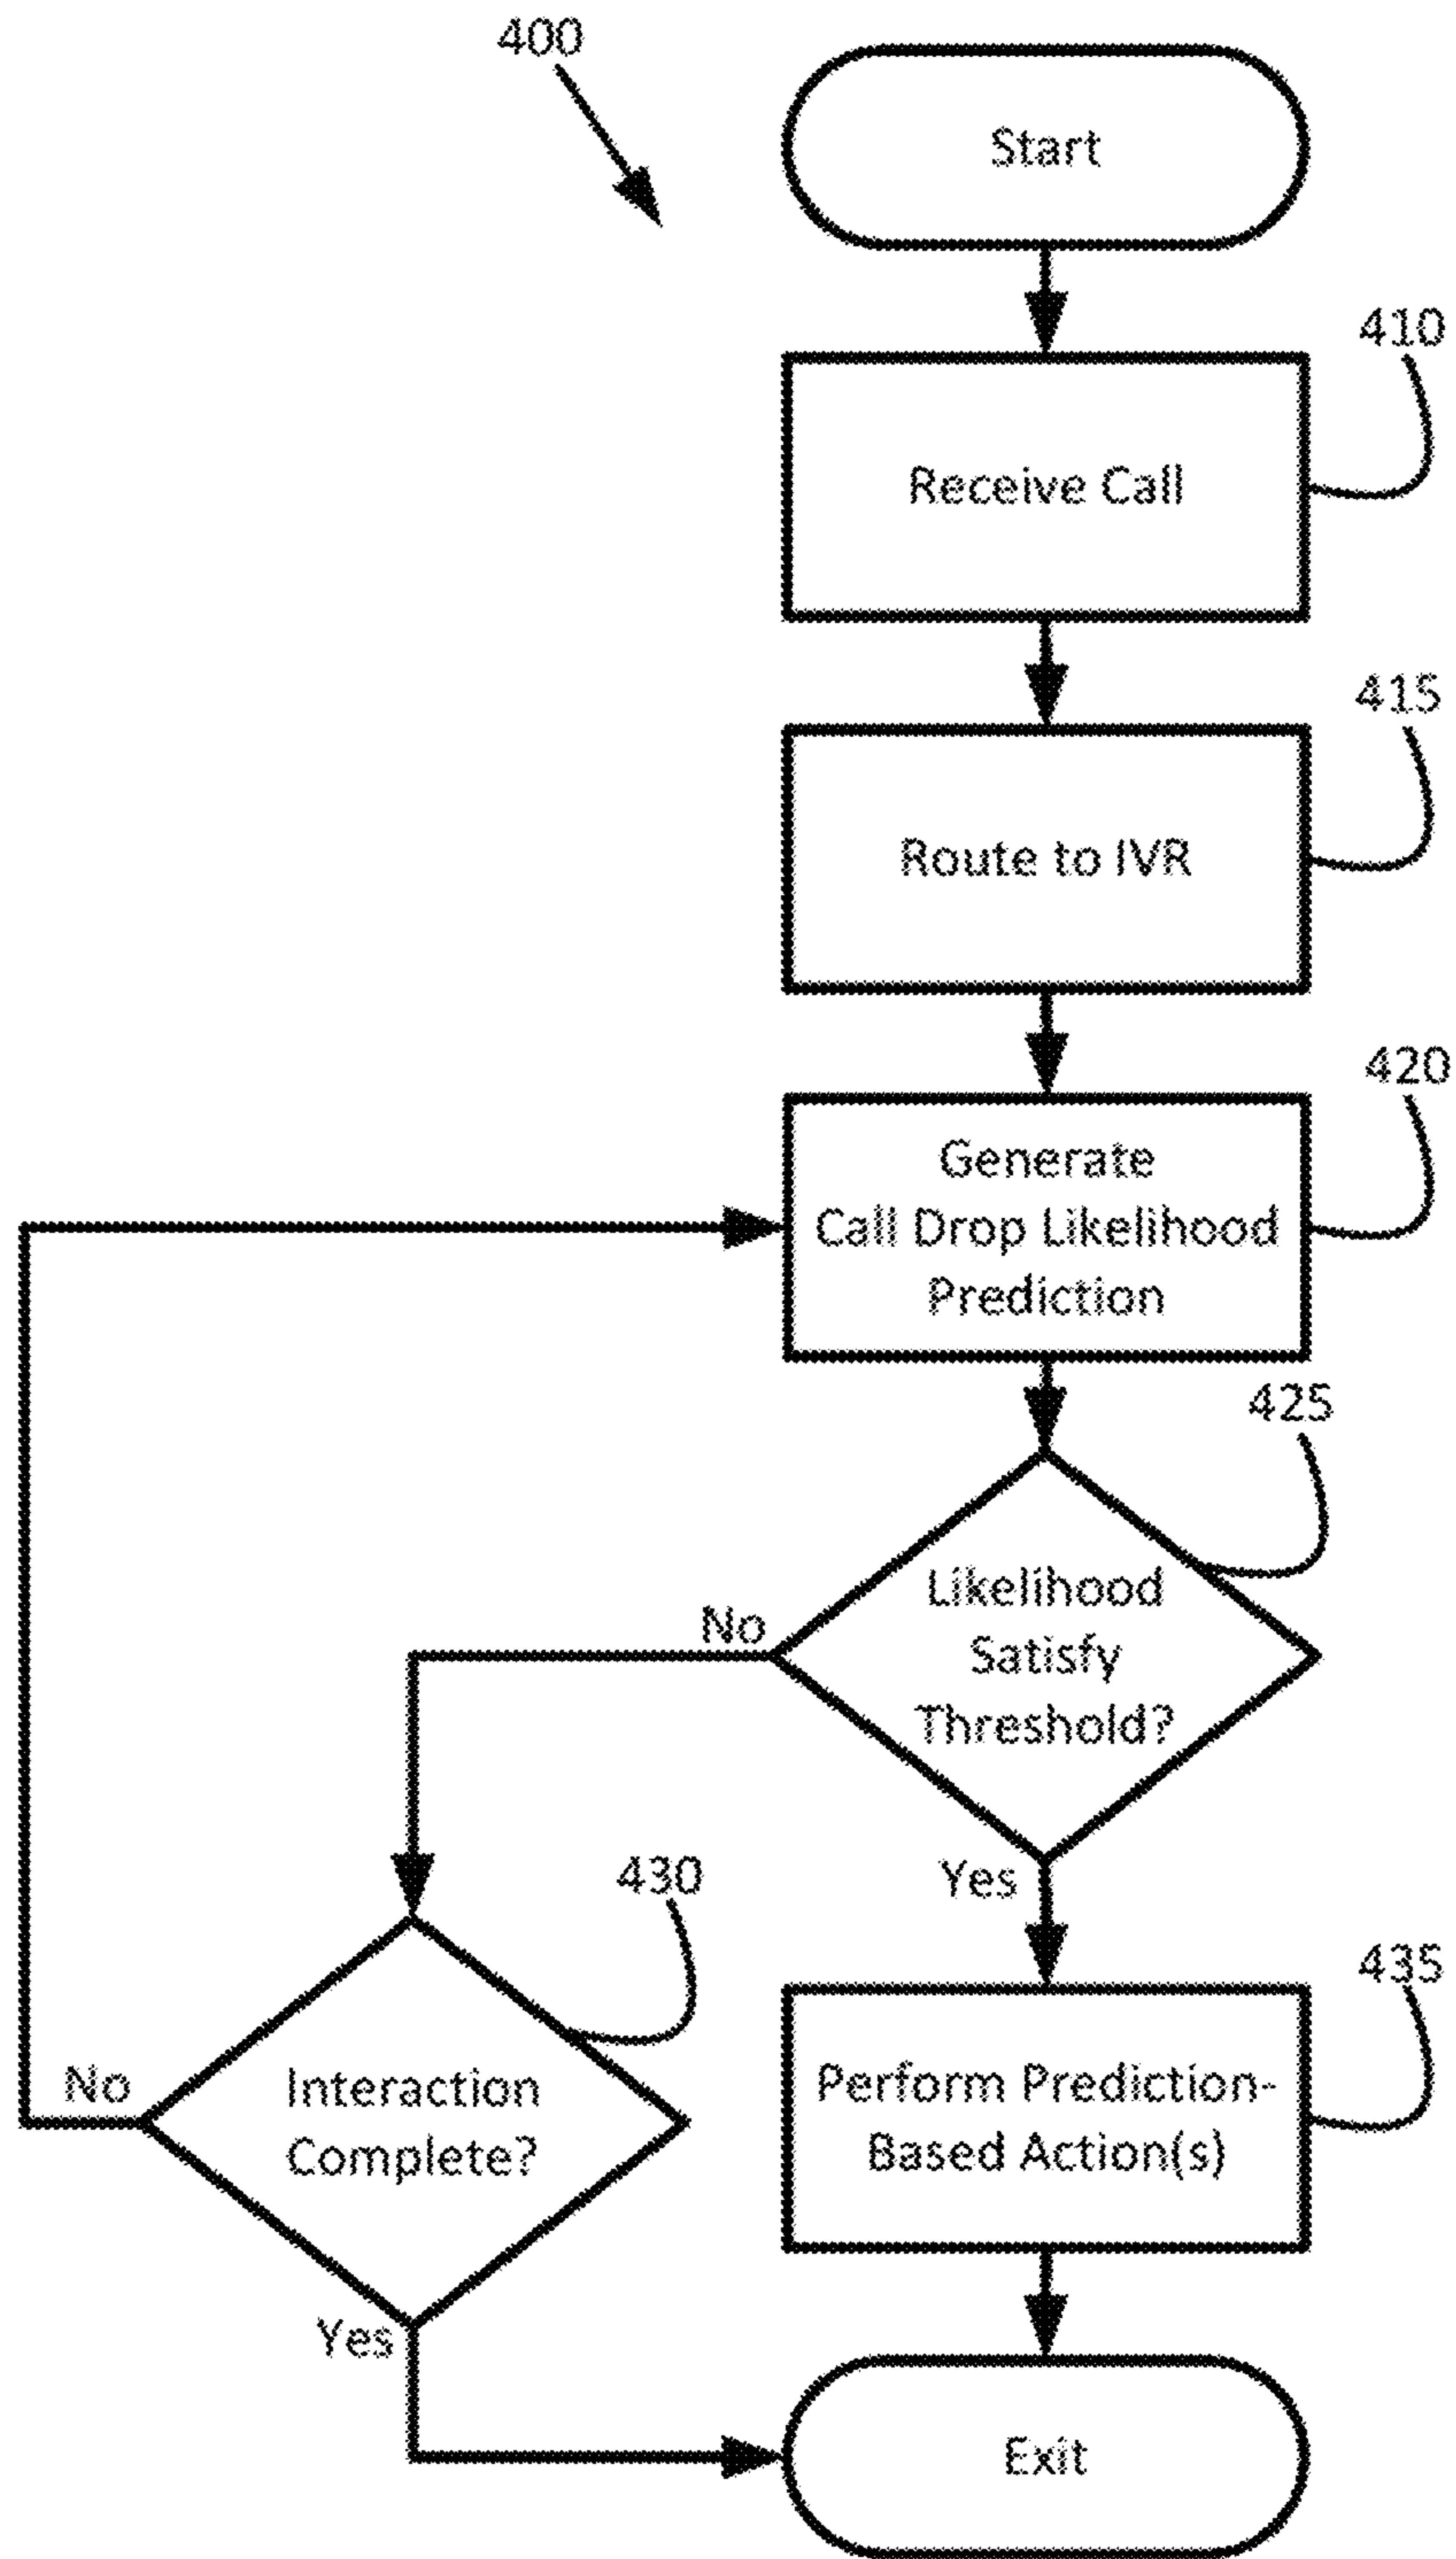 400
Start
410
Receive Call
415
Route to IVR
420
Generate
Call Drop Likelihood
Prediction
425
Likelihood
Satisfy
Threshold?
No
Yes
430
Interaction
Complete?
No
Yes
435
Perform Prediction-
Based Action(s)
Exit